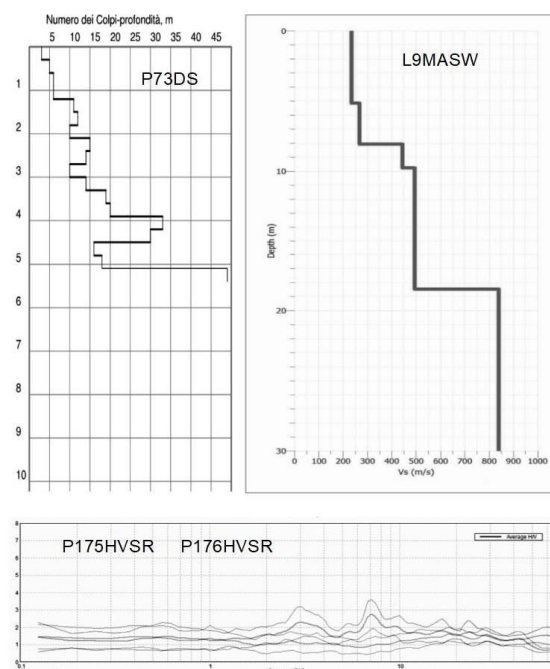 Numero dei Colpi-profondità, m
5 10 15 20 25 30 35 40 45
P73DS
1
2
3
4
5
6
7
8
9
10
L9MASW
0
10
20
30
Depth (m)
0 100 200 300 400 500 600 700 800 900 1000
Vs (m/s)
P175HVSR P176HVSR
Average H/V
8
7
6
5
4
3
2
1
0.1 1 10